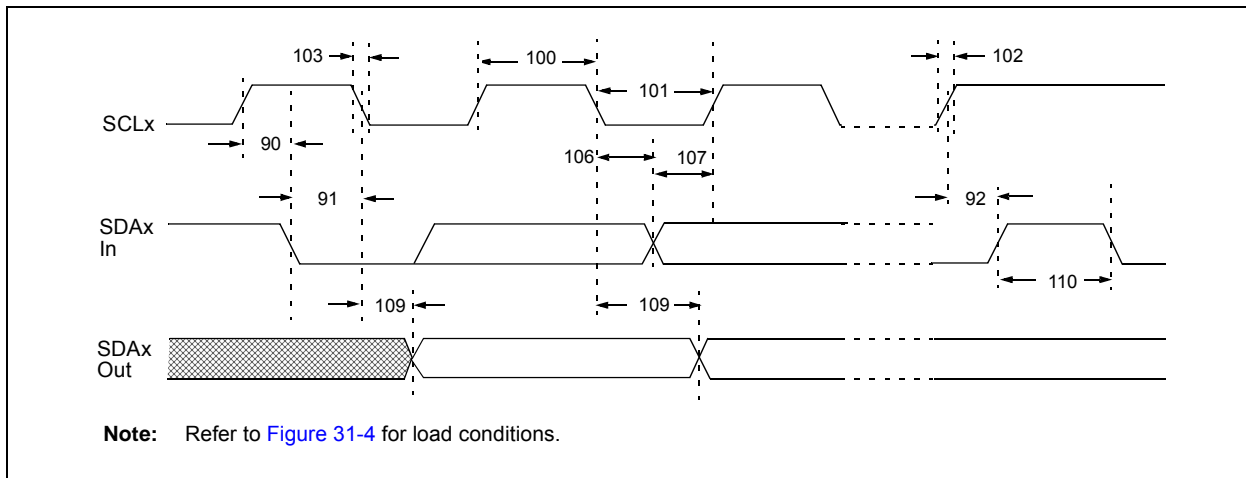 103
100
102
101
SCLx
90
106
107
91
92
SDAx
In
110
109
109
SDAx
Out
Note: Refer to Figure 31-4 for load conditions.